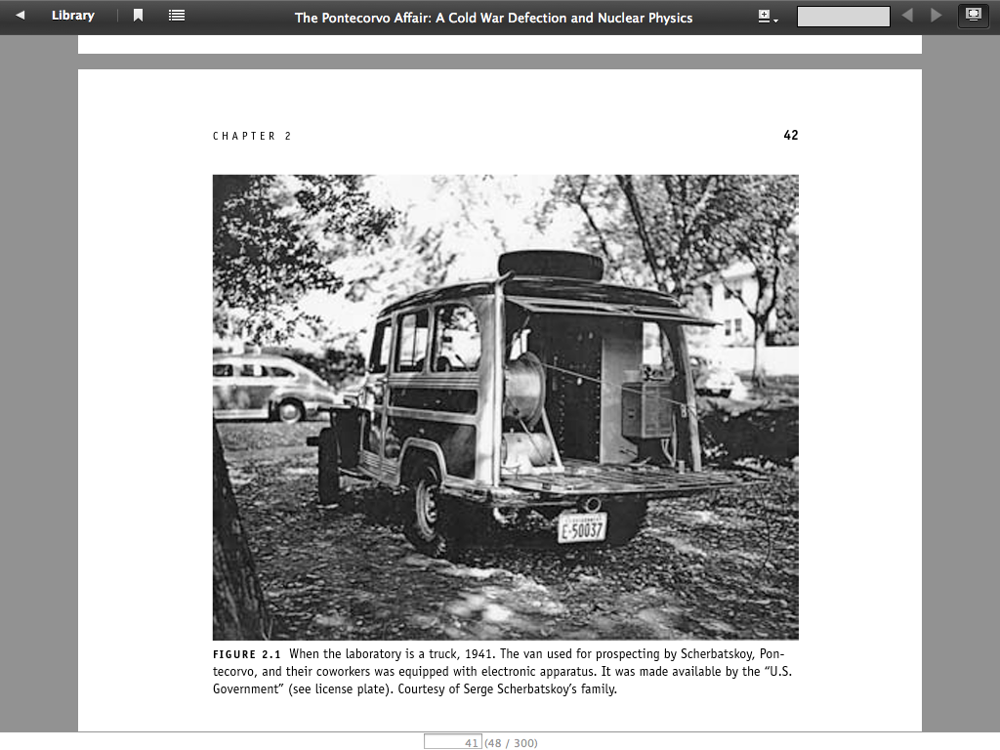 Library
The Pontecorvo Affair: A Cold War Defection and Nuclear Physics
CHAPTER 2
42
E-50037
FIGURE 2.1 When the laboratory is a truck, 1941. The van used for prospecting by Scherbatskoy, Pon-
tecorvo, and their coworkers was equipped with electronic apparatus. It was made available by the “U.S.
Government” (see license plate). Courtesy of Serge Scherbatskoy’s family.
41 (48 / 300)